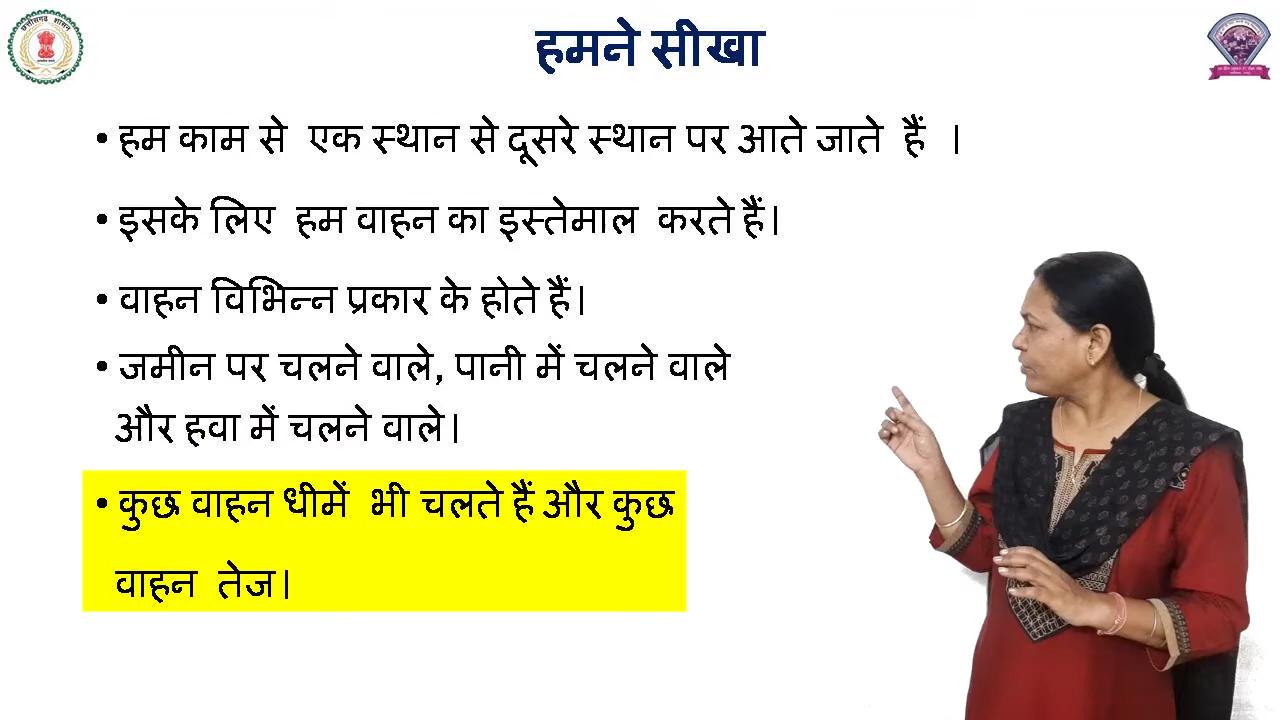 हमने सीखा
• हम काम से एक स्थान से दूसरे स्थान पर आते जाते हैं ।
• इसके लिए हम वाहन का इस्तेमाल करते हैं।
• वाहन विभिन्न प्रकार के होते हैं।
• जमीन पर चलने वाले, पानी में चलने वाले
और हवा में चलने वाले।
• कुछ वाहन धीमें भी चलते हैं और कुछ
वाहन तेज।